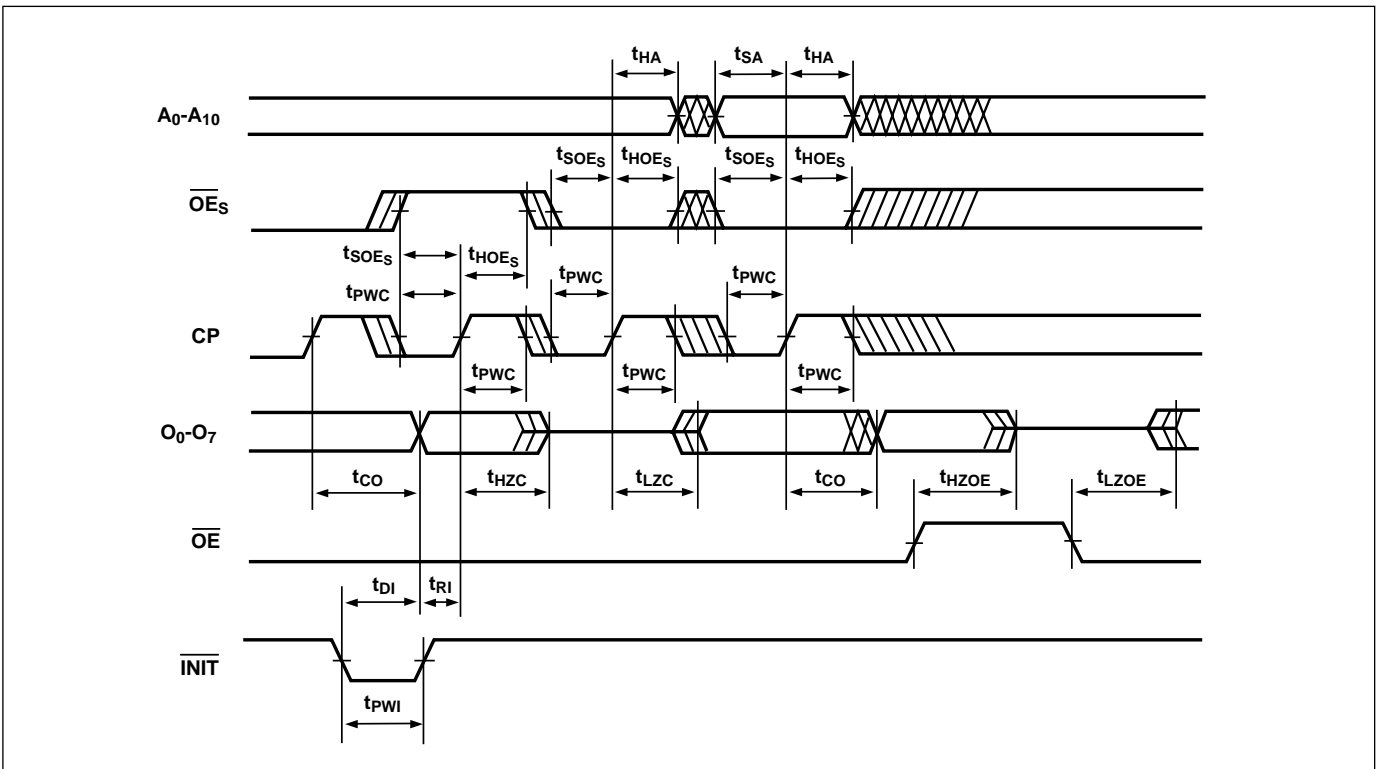 tHA tSA tHA
A0-A10
tSOES tHOES tSOES tHOES
OES
tSOES tHOES
tPWC tPWC tPWC
CP
tPWC tPWC tPWC
O0-O7
tCO tHZC tLZC tCO tHZOE tLZOE
OE
tDI tRI
INIT
tPWI